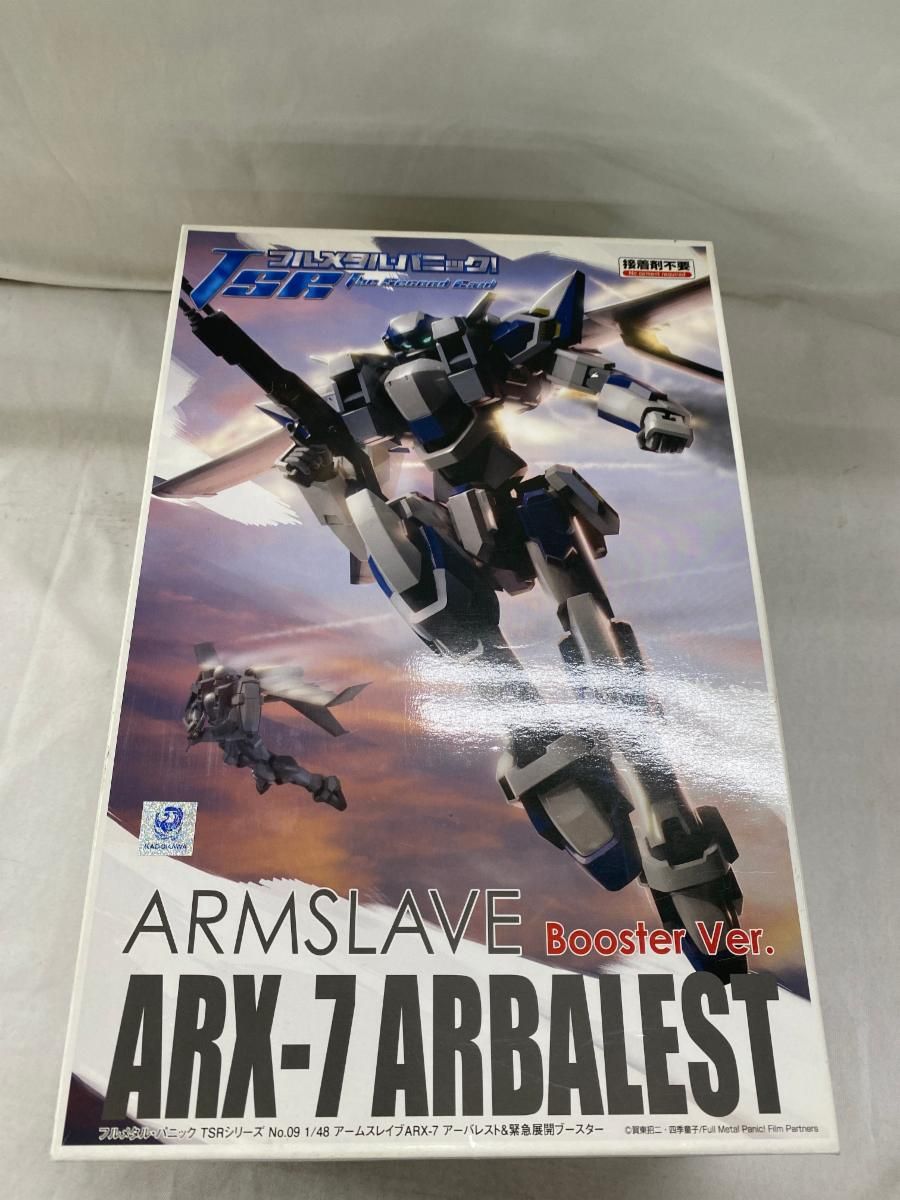 フルメタル・パニック!
TSR The Second Raid
接着剤不要
No cement required
KADOKAWA
ARMSLAVE Booster Ver.
ARX-7 ARBALEST
フルメタル・パニック TSRシリーズ No.09 1/48 アームスレイブARX-7 アーバレスト&緊急展開ブースター
©賀東招二・四季童子/Full Metal Panic! Film Partners